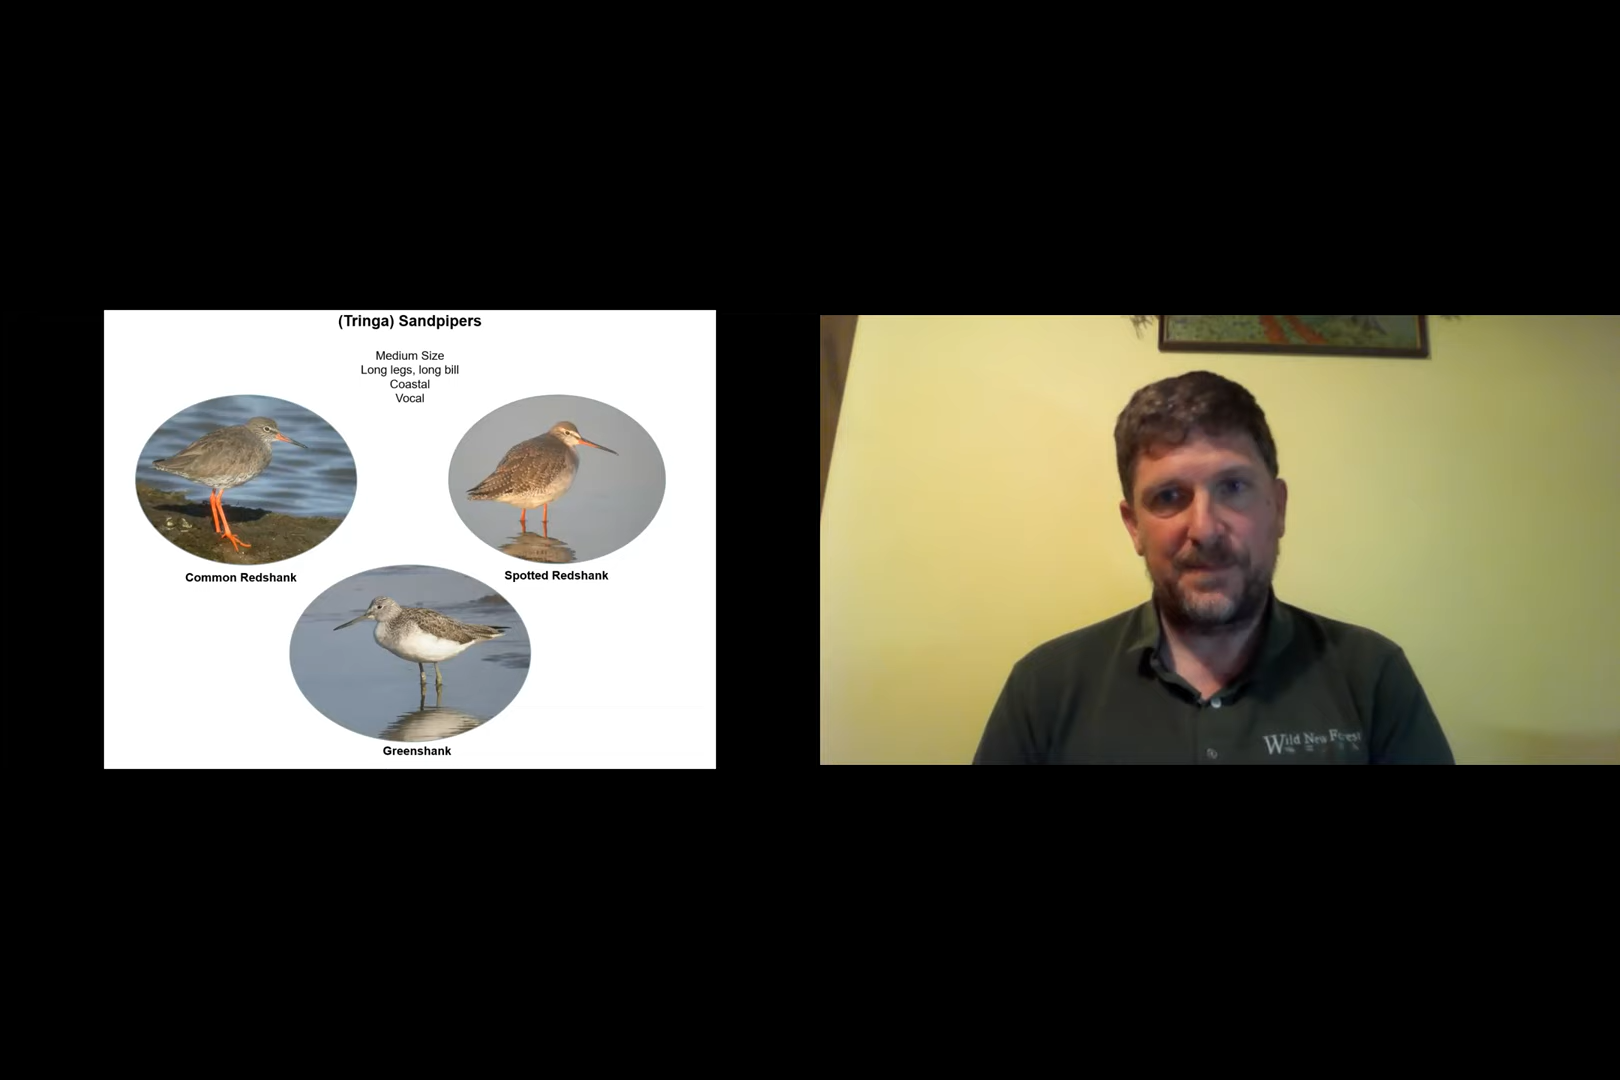 (Tringa) Sandpipers
Medium Size
Long legs, long bill
Coastal
Vocal
Common Redshank
Spotted Redshank
Greenshank
Wild New Forest